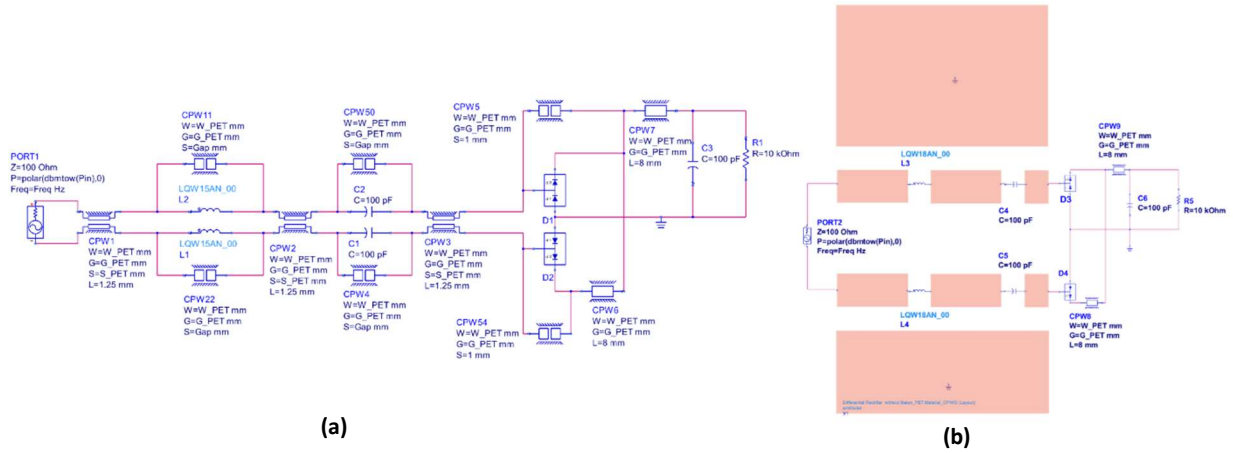 CPW11
W=W_PET mm
G=G_PET mm
S=Gap mm
PORT1
Z=100 Ohm
P=polar(dbmtow(Pin),0)
Freq=Freq Hz
LQW15AN_00
L2
CPW50
W=W_PET mm
G=G_PET mm
S=Gap mm
C2
C=100 pF
CPW5
W=W_PET mm
G=G_PET mm
S=1 mm
CPW7
W=W_PET mm
G=G_PET mm
L=8 mm
C3
C=100 pF
R1
R=10 kOhm
D1
CPW1
W=W_PET mm
G=G_PET mm
S=S_PET mm
L=1.25 mm
LQW15AN_00
L1
CPW2
W=W_PET mm
G=G_PET mm
S=S_PET mm
L=1.25 mm
C1
C=100 pF
CPW3
W=W_PET mm
G=G_PET mm
S=S_PET mm
L=1.25 mm
D2
CPW22
W=W_PET mm
G=G_PET mm
S=Gap mm
CPW4
W=W_PET mm
G=G_PET mm
S=Gap mm
CPW54
W=W_PET mm
G=G_PET mm
S=1 mm
CPW6
W=W_PET mm
G=G_PET mm
L=8 mm
(a)
LQW18AN_00
L3
C4
C=100 pF
D3
CPW9
W=W_PET mm
G=G_PET mm
L=8 mm
C6
C=100 pF
R5
R=10 kOhm
PORT2
Z=100 Ohm
P=polar(dbmtow(Pin),0)
Freq=Freq Hz
C5
C=100 pF
D4
LQW18AN_00
L4
CPW8
W=W_PET mm
G=G_PET mm
L=8 mm
(b)